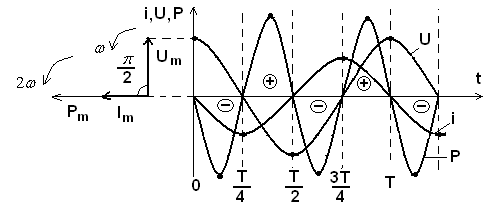 i,U,P
ω
π/2
U_m
2ω
P_m
I_m
t
U
i
P
⊕
⊕
⊖
⊖
⊖
0
T/4
T/2
3T/4
T